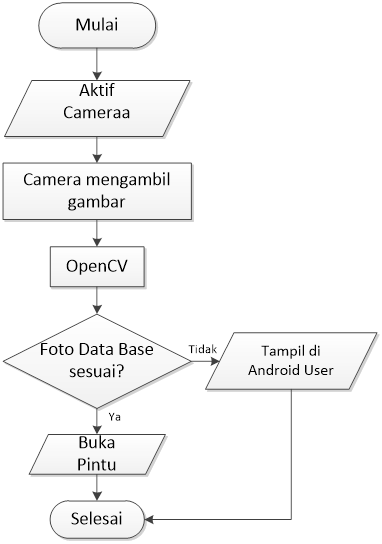 Mulai
Aktif
Cameraa
Camera mengambil
gambar
OpenCV
Foto Data Base
sesuai?
Tidak
Tampil di
Android User
Ya
Buka
Pintu
Selesai